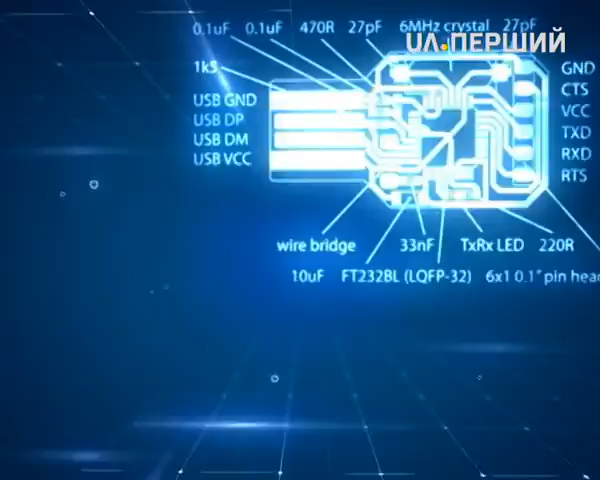 0.1uF 0.1uF 470R 27pF 6MHz crystal 27pF
UA:ПЕРШИЙ
1k5
USB GND
USB DP
USB DM
USB VCC
GND
CTS
VCC
TXD
RXD
RTS
wire bridge 33nF TxRx LED 220R
10uF FT232BL (LQFP-32) 6x1 0.1" pin head